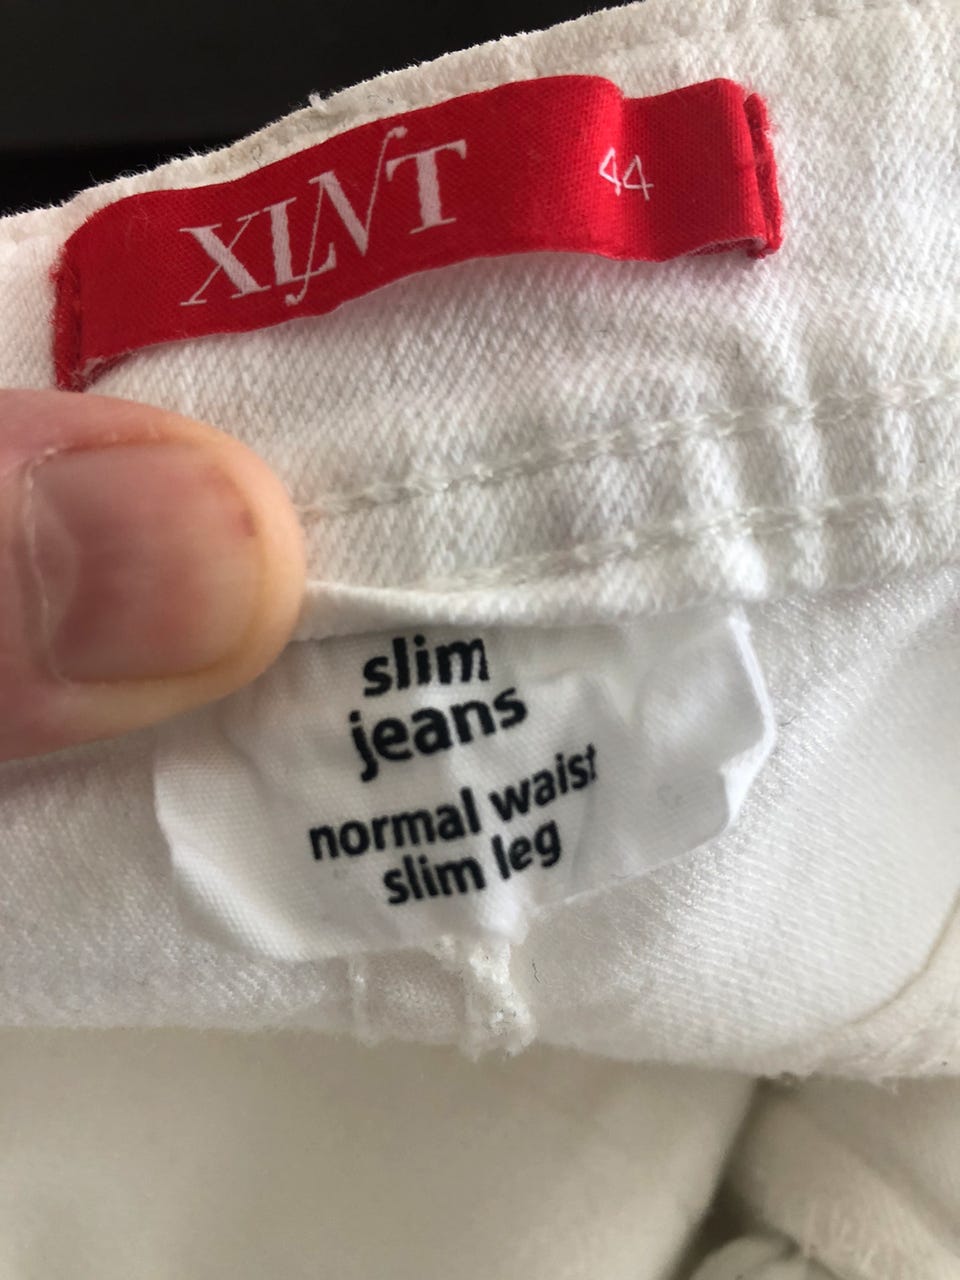 XLNT 44
slim
jeans
normal waist
slim leg